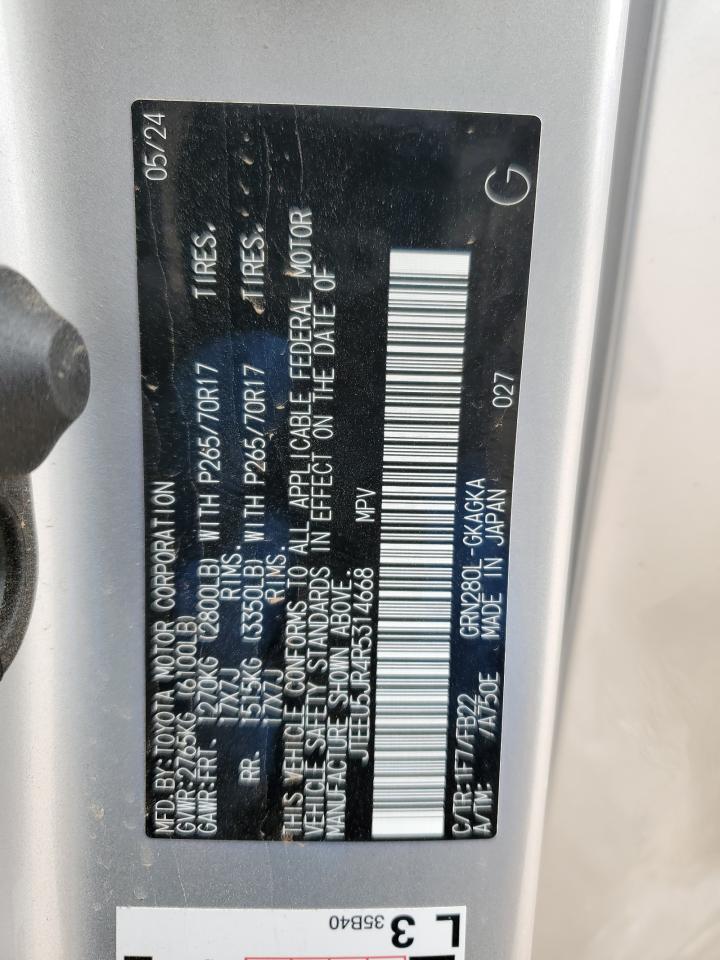 MFD. BY: TOYOTA MOTOR CORPORATION 05/24
GVWR: 2765KG (6100LB)
GAWR: FRT. 1270KG (2800LB) WITH P265/70R17 TIRES.
17X7J RIMS.
RR. 1515KG (3350LB) WITH P265/70R17 TIRES.
17X7J RIMS.
THIS VEHICLE CONFORMS TO ALL APPLICABLE FEDERAL MOTOR
VEHICLE SAFETY STANDARDS IN EFFECT ON THE DATE OF
MANUFACTURE SHOWN ABOVE.
JTEEU5JR4R5314668 MPV
C/TR: 1F7/FB22 GRN280L-GKAGKA 027
A/TM: /A750E MADE IN JAPAN
G
L 3
35B40